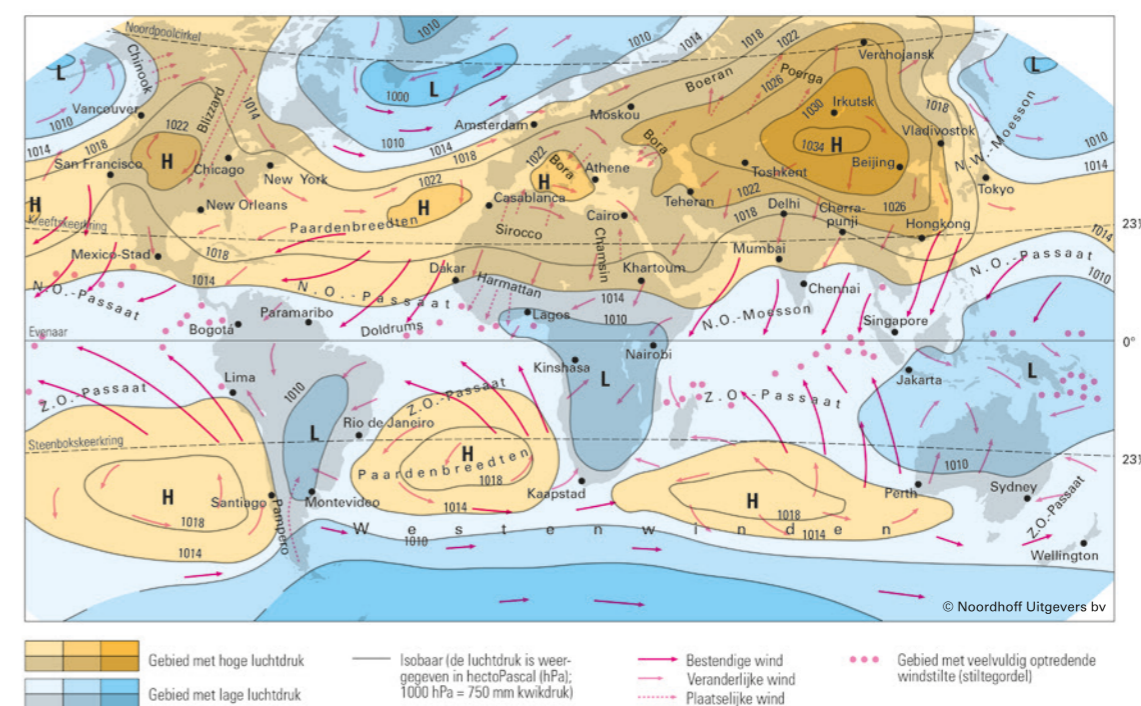 Noordpoolcirkel
1010
1010
1014
1018
1022
Verchojansk
L
Chinook
L
1000
Boeran
Poerga
1026
L
Vancouver
Blizzard
1014
Amsterdam
Moskou
1030
Irkutsk
1018
N.W.-Moesson
1010
1022
1010
1014
Vladivostok
1010
1014
1018
1018
Bora
H
1034
1014
San Francisco
H
Chicago
New York
1022
Bora
Athene
Toshkent
Beijing
1022
H
Casablanca
Teheran
1022
Tokyo
H
New Orleans
H
Cairo
Delhi
Cherra-
punji
1026
Hongkong
Kreeftskeerkring
Paardenbreedten
Sirocco
Chamsin
1018
231
1014
Mexico-Stad
1018
Mumbai
1014
Dakar
Harmattan
Khartoum
N.O.-Passaat
N.O.-Passaat
N.O.-Passaat
1014
Chennai
1010
Paramaribo
Lagos
1010
N.O.-Moesson
Singapore
Evenaar
Bogotá
Doldrums
0°
Nairobi
Kinshasa
Lima
L
Jakarta
L
Z.O.-Passaat
1010
Z.O.-Passaat
Z.O.-Passaat
Rio de Janeiro
Steenbokskeerkring
L
H
Paardenbreedten
1018
1010
231
H
Santiago
Montevideo
Kaapstad
H
Perth
Sydney
1018
Pampero
1014
1018
Z.O.-Passaat
1014
Westenwinden
1014
1010
Wellington
© Noordhoff Uitgevers bv
Gebied met hoge luchtdruk
Gebied met lage luchtdruk
Isobaar (de luchtdruk is weer-
gegeven in hectoPascal (hPa);
1000 hPa = 750 mm kwikdruk)
Bestendige wind
Veranderlijke wind
Plaatselijke wind
Gebied met veelvuldig optredende
windstilte (stiltegordel)